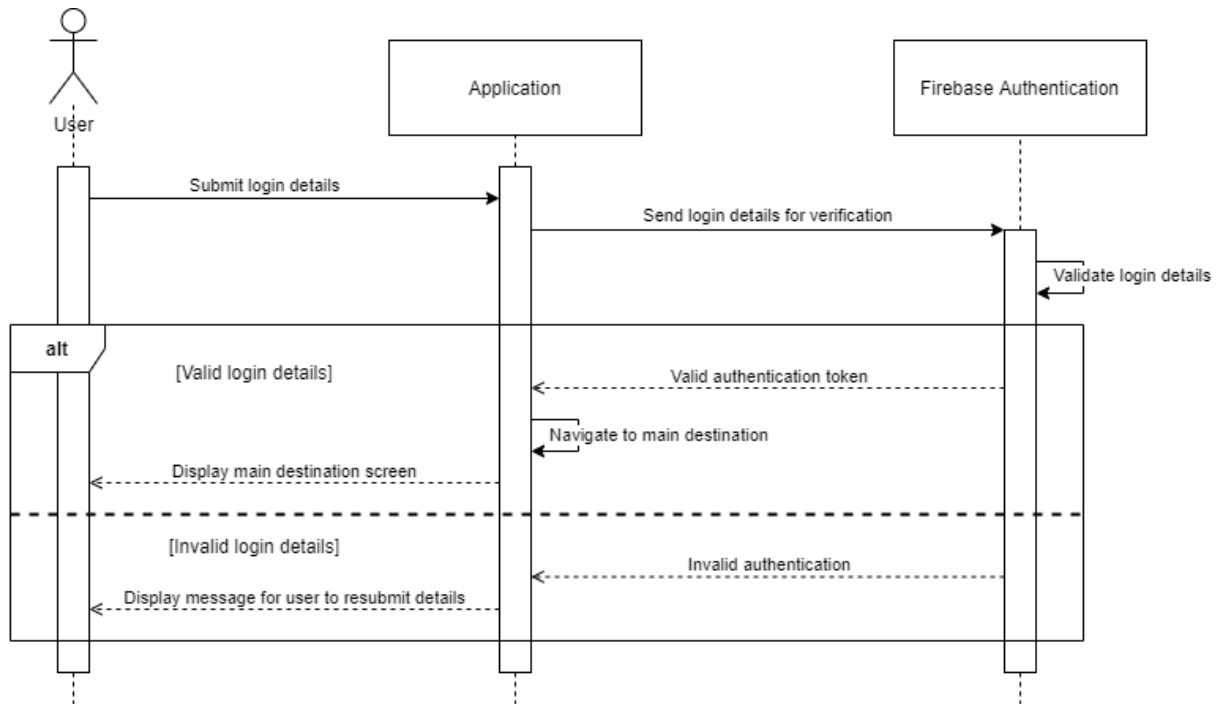 User
Application
Firebase Authentication
Submit login details
Send login details for verification
Validate login details
alt
[Valid login details]
Valid authentication token
Navigate to main destination
Display main destination screen
[Invalid login details]
Invalid authentication
Display message for user to resubmit details